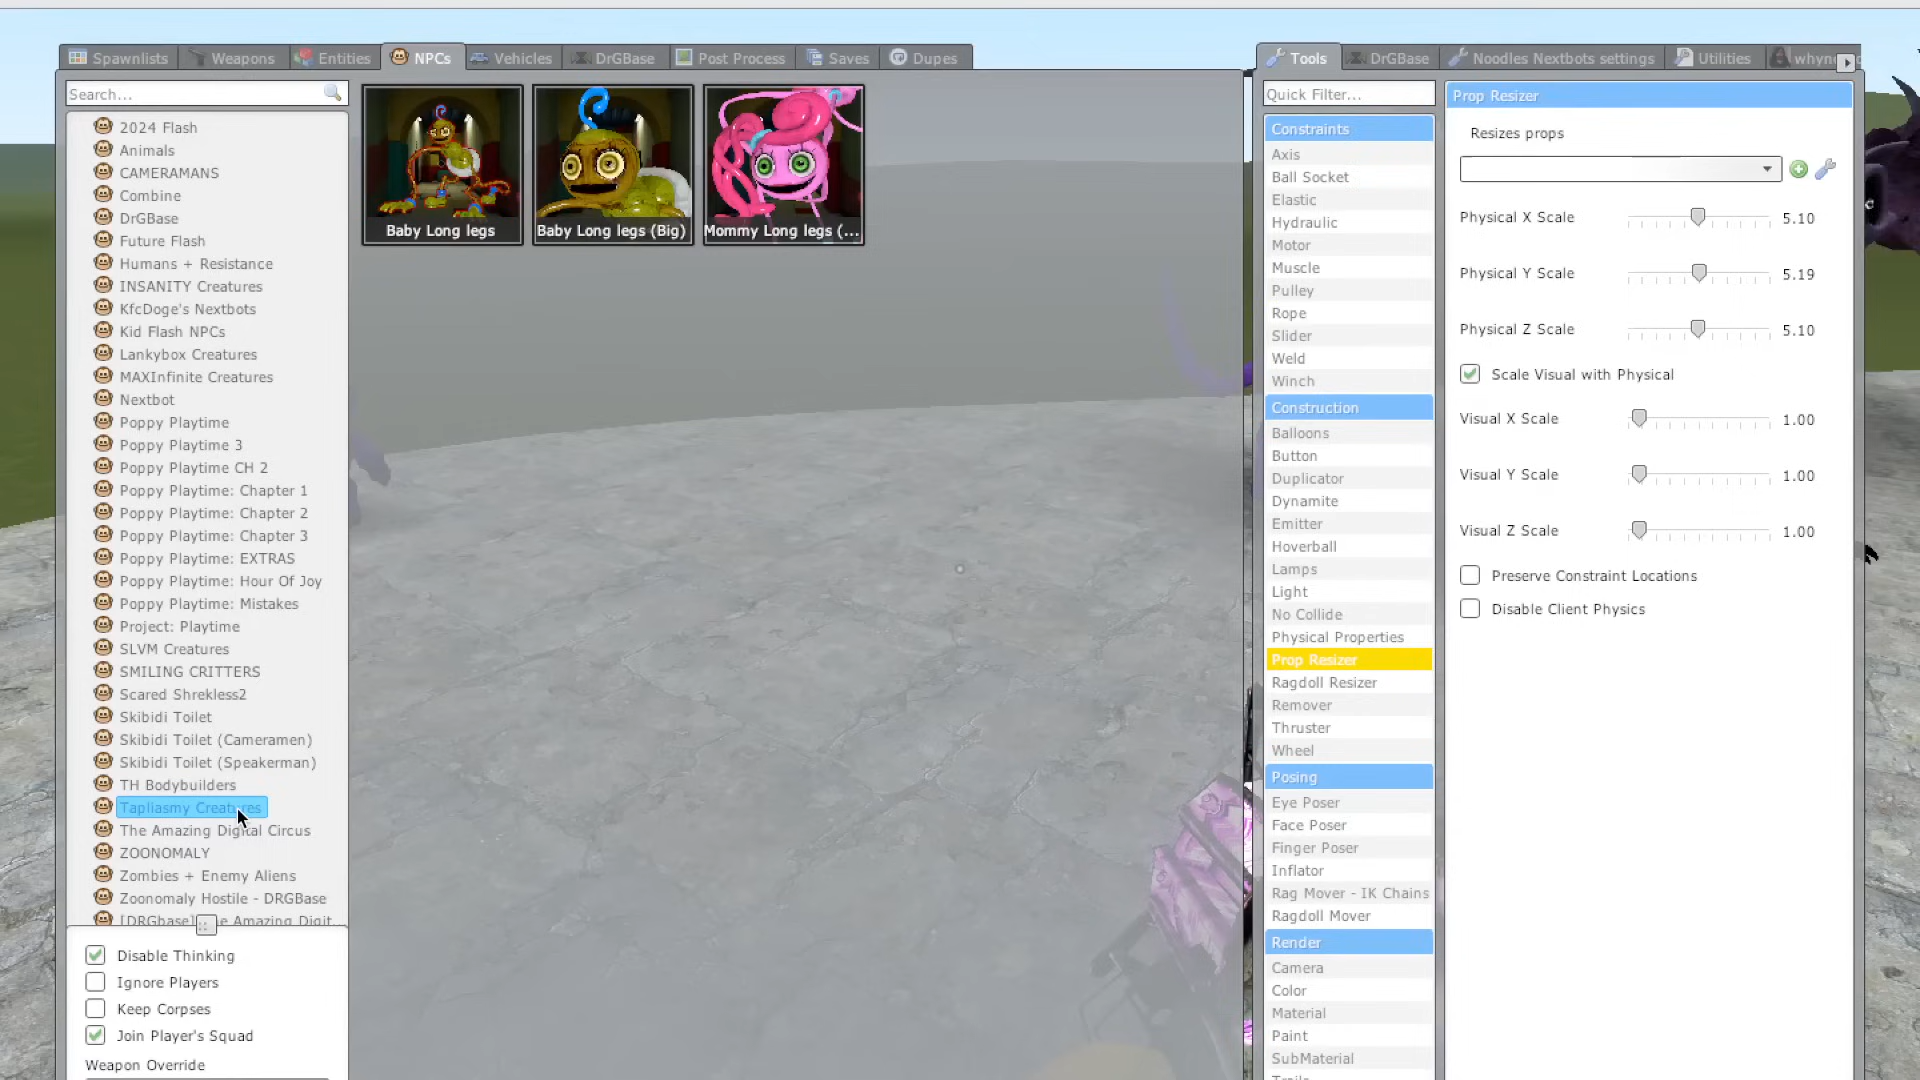 Spawnlists Weapons Entities NPCs Vehicles DrGBase Post Process Saves Dupes
Search...
2024 Flash
Animals
CAMERAMANS
Combine
DrGBase
Future Flash
Humans + Resistance
INSANITY Creatures
KfcDoge's Nextbots
Kid Flash NPCs
Lankybox Creatures
MAXInfinite Creatures
Nextbot
Poppy Playtime
Poppy Playtime 3
Poppy Playtime CH 2
Poppy Playtime: Chapter 1
Poppy Playtime: Chapter 2
Poppy Playtime: Chapter 3
Poppy Playtime: EXTRAS
Poppy Playtime: Hour Of Joy
Poppy Playtime: Mistakes
Project: Playtime
SLVM Creatures
SMILING CRITTERS
Scared Shrekless2
Skibidi Toilet
Skibidi Toilet (Cameramen)
Skibidi Toilet (Speakerman)
TH Bodybuilders
Tapliasmy Creatures
The Amazing Digital Circus
ZOONOMALY
Zombies + Enemy Aliens
Zoonomaly Hostile - DRGBase
[DRGbase] Amazing Digit...
Disable Thinking
Ignore Players
Keep Corpses
Join Player's Squad
Weapon Override
Baby Long legs
Baby Long legs (Big)
Mommy Long legs (...
Tools DrGBase Noodles Nextbots settings Utilities
Quick Filter...
Constraints
Axis
Ball Socket
Elastic
Hydraulic
Motor
Muscle
Pulley
Rope
Slider
Weld
Winch
Construction
Balloons
Button
Duplicator
Dynamite
Emitter
Hoverball
Lamps
Light
No Collide
Physical Properties
Prop Resizer
Ragdoll Resizer
Remover
Thruster
Wheel
Posing
Eye Poser
Face Poser
Finger Poser
Inflator
Rag Mover - IK Chains
Ragdoll Mover
Render
Camera
Color
Material
Paint
SubMaterial
Prop Resizer
Resizes props
Physical X Scale 5.10
Physical Y Scale 5.19
Physical Z Scale 5.10
Scale Visual with Physical
Visual X Scale 1.00
Visual Y Scale 1.00
Visual Z Scale 1.00
Preserve Constraint Locations
Disable Client Physics